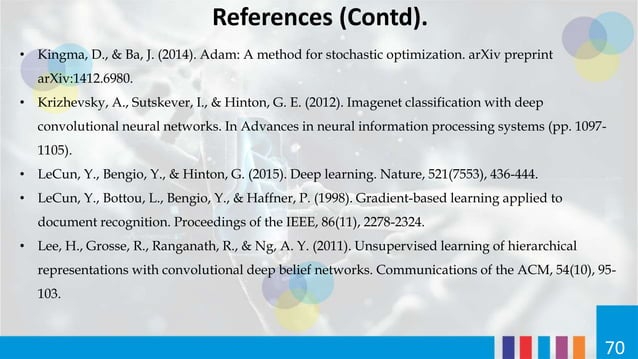 References (Contd).
• Kingma, D., & Ba, J. (2014). Adam: A method for stochastic optimization. arXiv preprint
arXiv:1412.6980.
• Krizhevsky, A., Sutskever, I., & Hinton, G. E. (2012). Imagenet classification with deep
convolutional neural networks. In Advances in neural information processing systems (pp. 1097-
1105).
• LeCun, Y., Bengio, Y., & Hinton, G. (2015). Deep learning. Nature, 521(7553), 436-444.
• LeCun, Y., Bottou, L., Bengio, Y., & Haffner, P. (1998). Gradient-based learning applied to
document recognition. Proceedings of the IEEE, 86(11), 2278-2324.
• Lee, H., Grosse, R., Ranganath, R., & Ng, A. Y. (2011). Unsupervised learning of hierarchical
representations with convolutional deep belief networks. Communications of the ACM, 54(10), 95-
103.
70